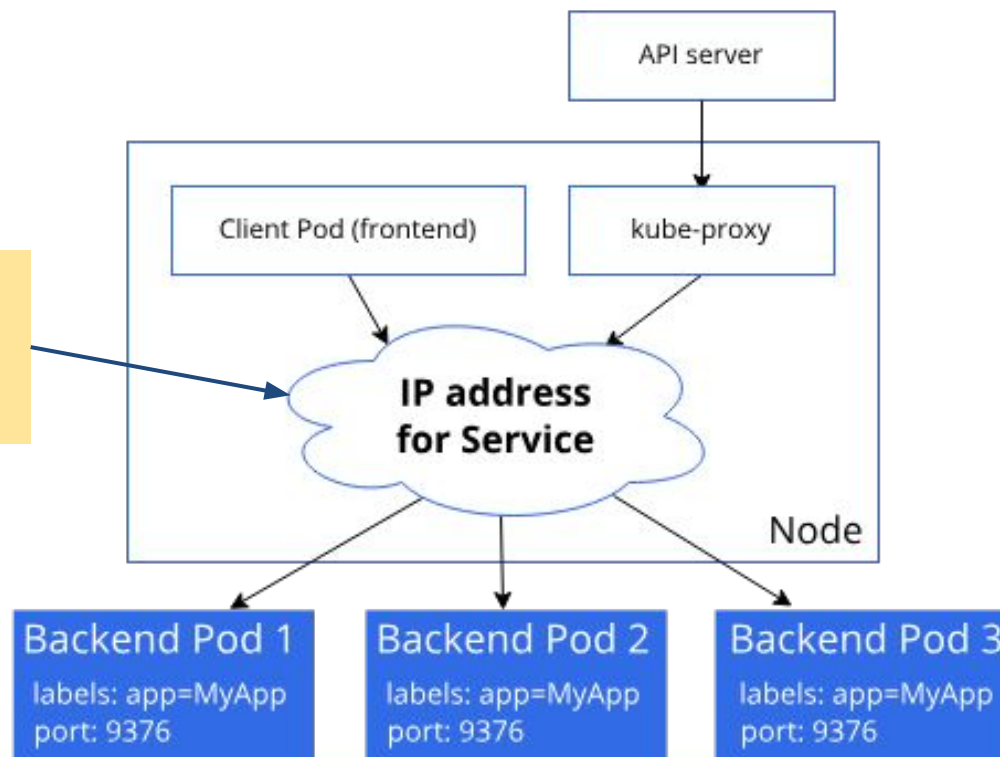 API server
Client Pod (frontend)
kube-proxy
IP address
for Service
Node
Backend Pod 1
labels: app=MyApp
port: 9376
Backend Pod 2
labels: app=MyApp
port: 9376
Backend Pod 3
labels: app=MyApp
port: 9376